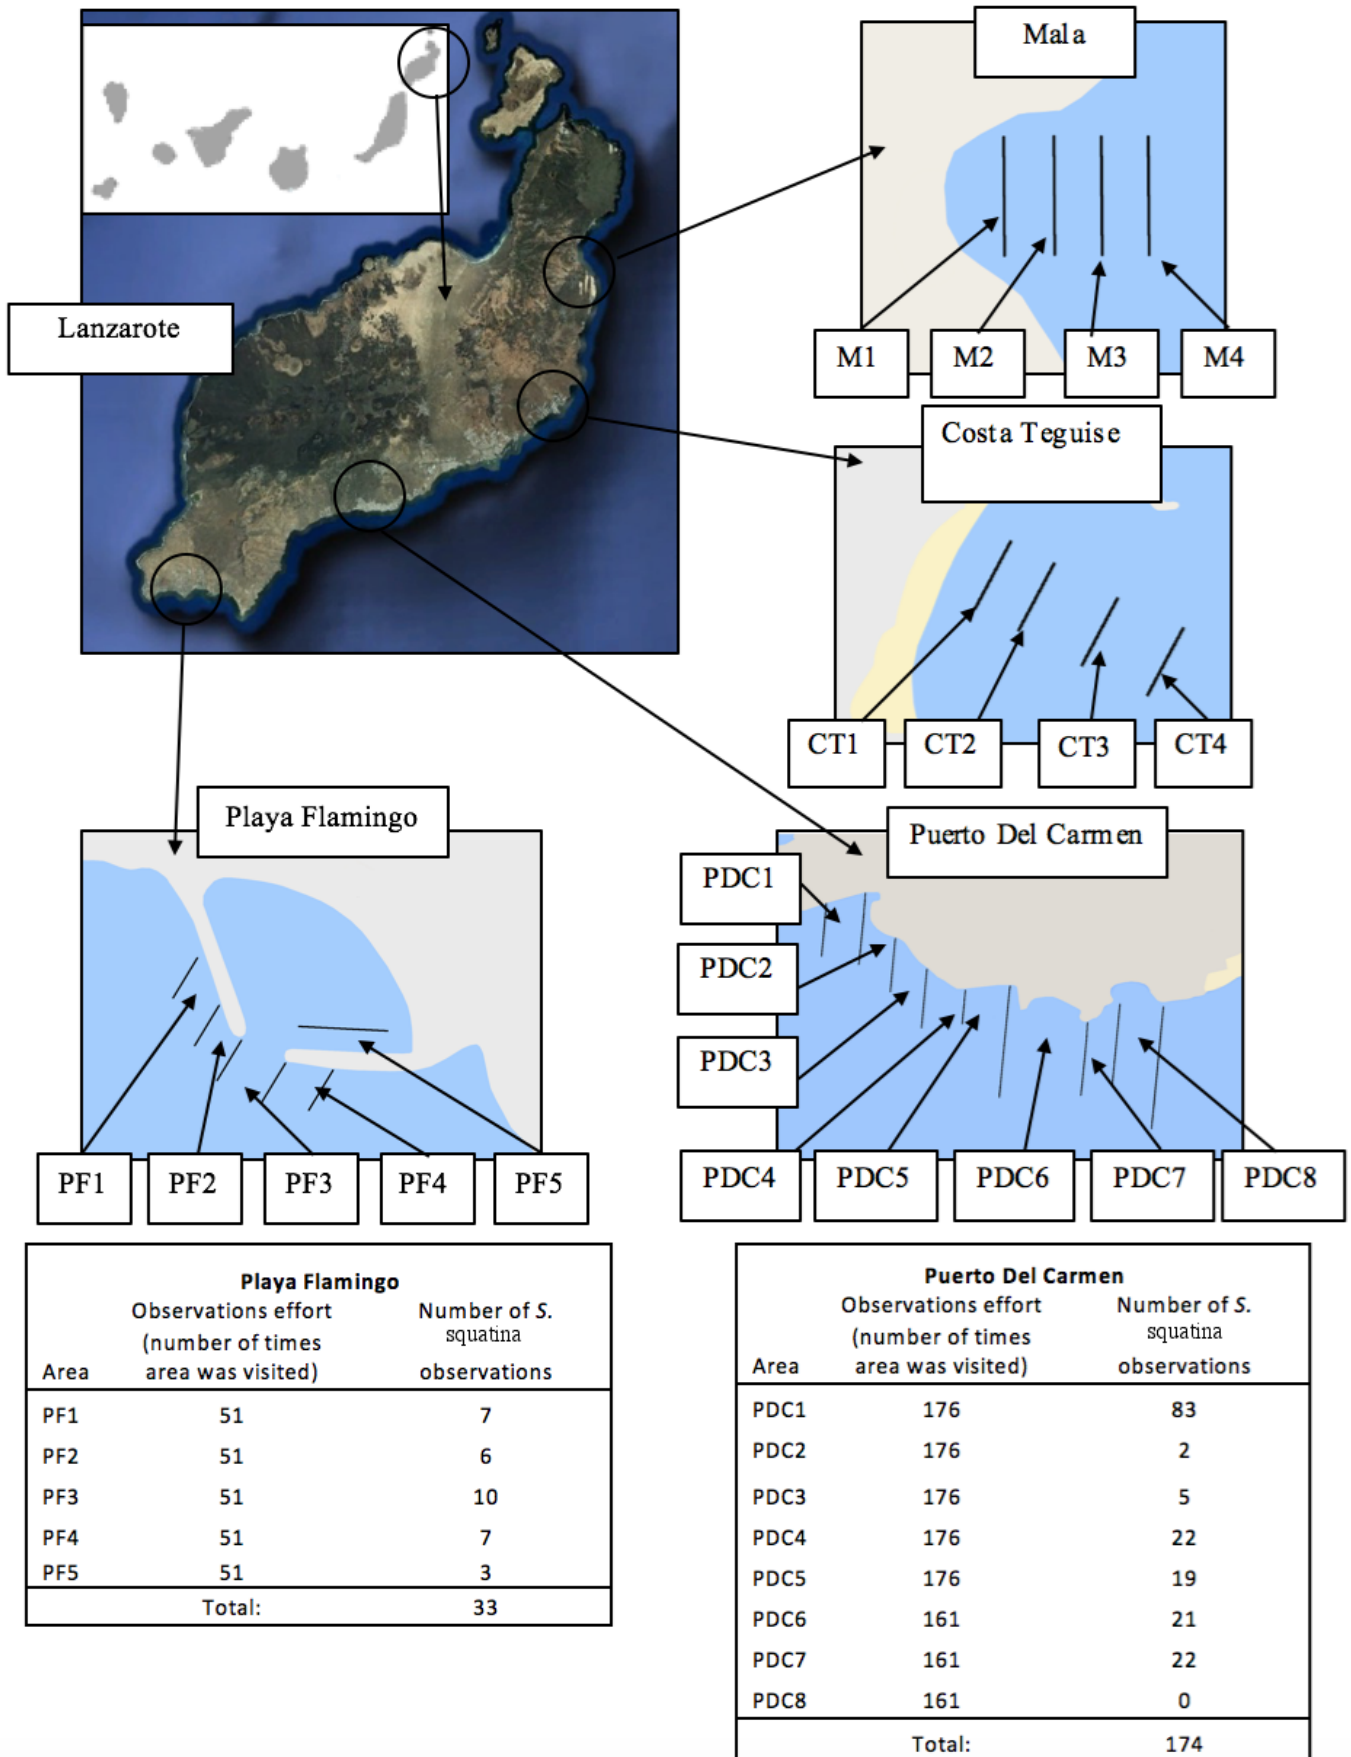 Mala
Lanzarote
M1 M2 M3 M4
Costa Teguise
CT1 CT2 CT3 CT4
Playa Flamingo
PF1 PF2 PF3 PF4 PF5
Puerto Del Carmen
PDC1
PDC2
PDC3
PDC4 PDC5 PDC6 PDC7 PDC8
Playa Flamingo
Observations effort Number of S.
(number of times squatina
Area area was visited) observations
PF1 51 7
PF2 51 6
PF3 51 10
PF4 51 7
PF5 51 3
Total: 33
Puerto Del Carmen
Observations effort Number of S.
(number of times squatina
Area area was visited) observations
PDC1 176 83
PDC2 176 2
PDC3 176 5
PDC4 176 22
PDC5 176 19
PDC6 161 21
PDC7 161 22
PDC8 161 0
Total: 174